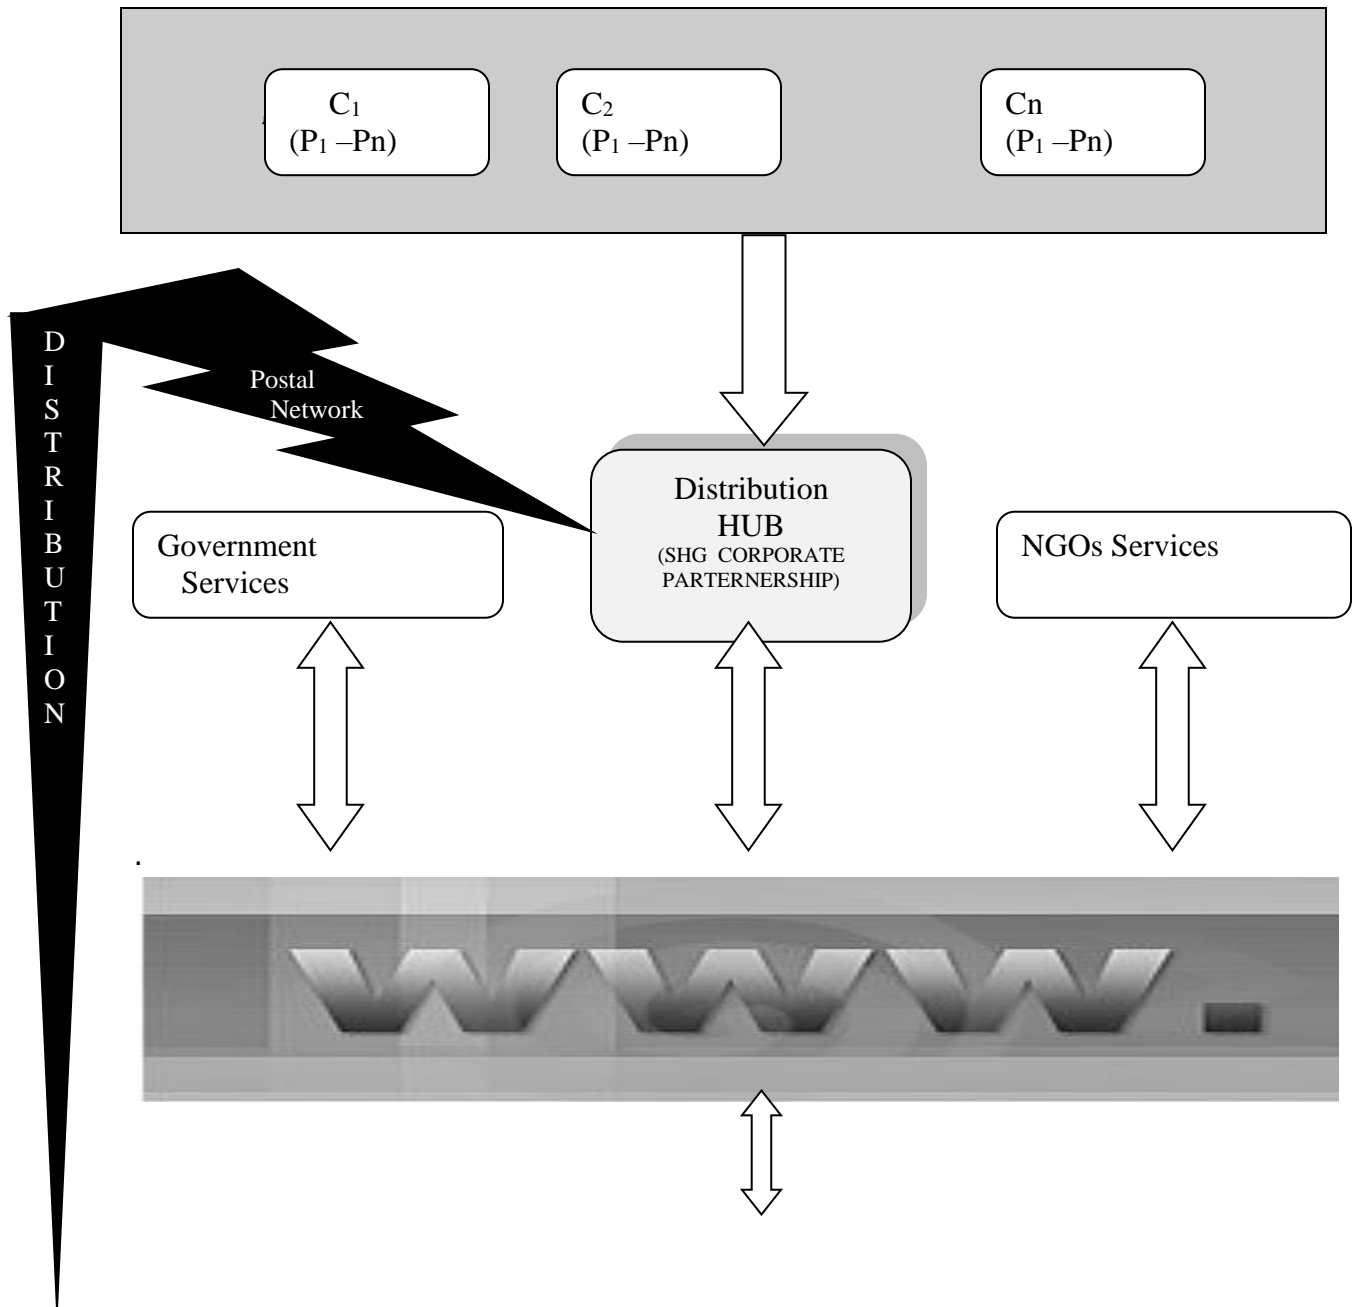 C₁
(P₁ –Pn)
C₂
(P₁ –Pn)
Cn
(P₁ –Pn)
D
I
S
T
R
I
B
U
T
I
O
N
Postal
Network
Distribution
HUB
(SHG CORPORATE
PARTERNERSHIP)
Government
Services
NGOs Services
.
WWW.